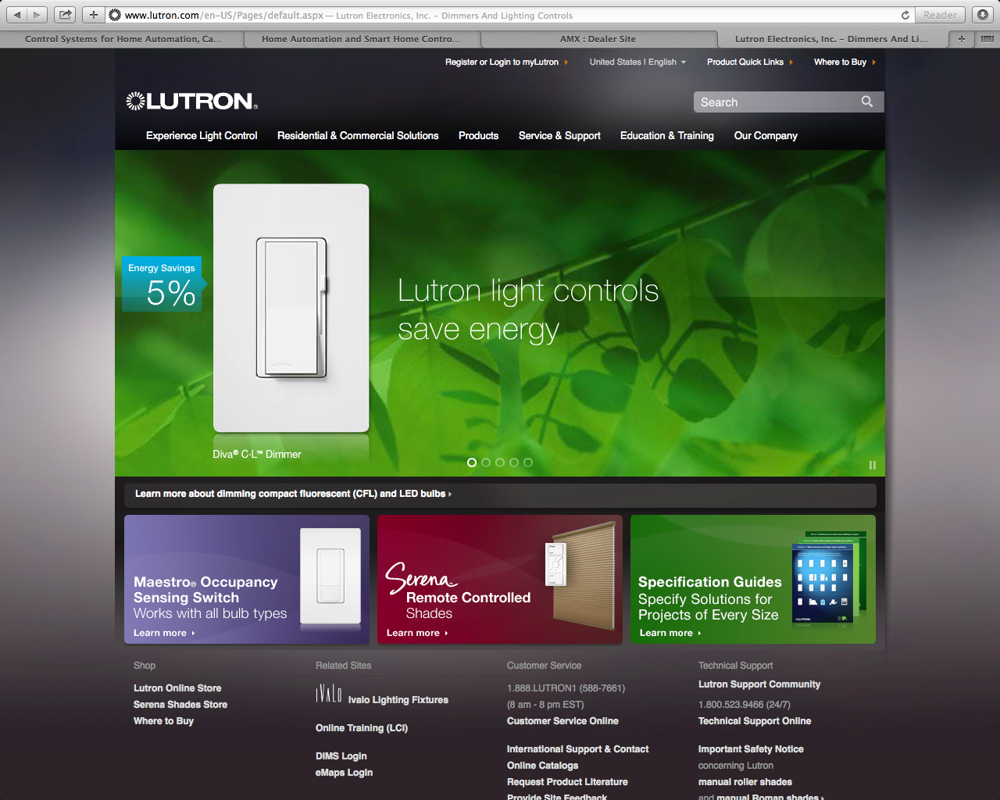 www.lutron.com/en-US/Pages/default.aspx — Lutron Electronics, Inc. – Dimmers And Lighting Controls
Reader
Control Systems for Home Automation, Ca...
Home Automation and Smart Home Contro...
AMX : Dealer Site
Lutron Electronics, Inc. – Dimmers And Li...
Register or Login to myLutron
United States | English
Product Quick Links
Where to Buy
LUTRON®
Search
Experience Light Control
Residential & Commercial Solutions
Products
Service & Support
Education & Training
Our Company
Energy Savings
5%
LUTRON
Lutron light controls
save energy
Diva® C·L™ Dimmer
Learn more about dimming compact fluorescent (CFL) and LED bulbs
Maestro® Occupancy
Sensing Switch
Works with all bulb types
Learn more
Serena™
Remote Controlled
Shades
Learn more
Specification Guides
Specify Solutions for
Projects of Every Size
Learn more
LUTRON
Shop
Lutron Online Store
Serena Shades Store
Where to Buy
Related Sites
IVALO Ivalo Lighting Fixtures
Online Training (LCI)
DIMS Login
eMaps Login
Customer Service
1.888.LUTRON1 (588-7661)
(8 am - 8 pm EST)
Customer Service Online
International Support & Contact
Online Catalogs
Request Product Literature
Provide Site Feedback
Technical Support
Lutron Support Community
1.800.523.9466 (24/7)
Technical Support Online
Important Safety Notice
concerning Lutron
manual roller shades
and manual Roman shades